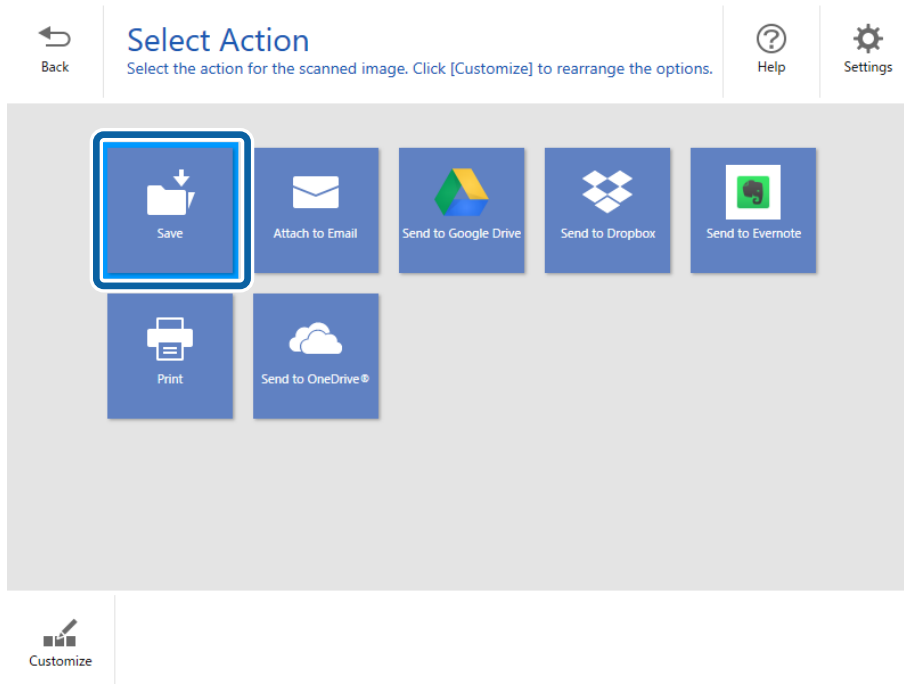 Back
Select Action
Select the action for the scanned image. Click [Customize] to rearrange the options.
Help
Settings
Save
Attach to Email
Send to Google Drive
Send to Dropbox
Send to Evernote
Print
Send to OneDrive®
Customize